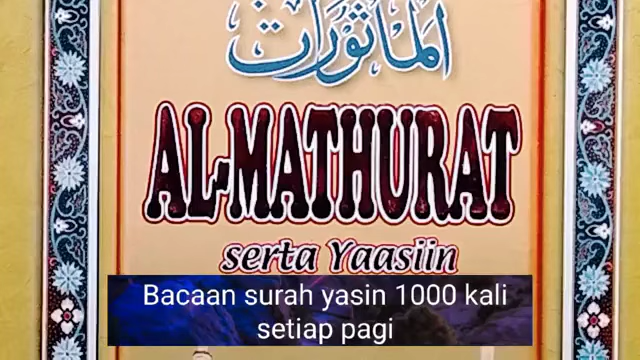 المأثورات
AL-MATHURAT
serta Yaasiin
Bacaan surah yasin 1000 kali
setiap pagi